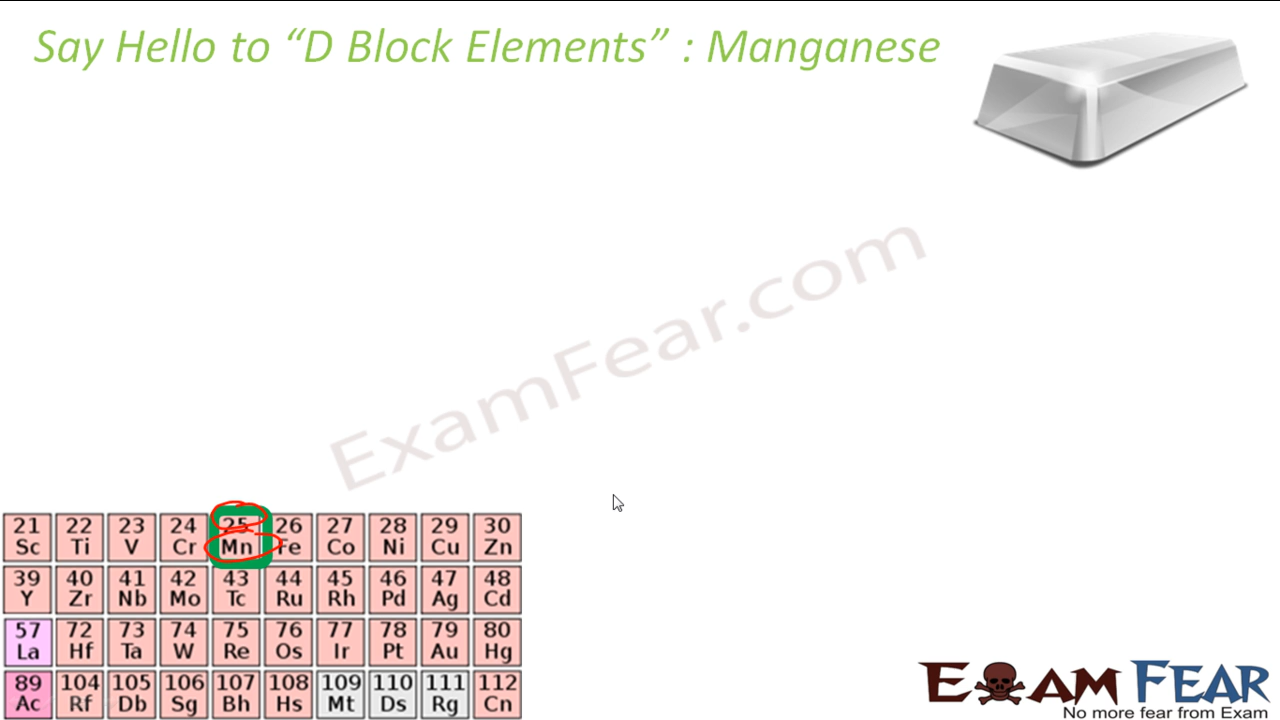 Say Hello to “D Block Elements” : Manganese
ExamFear.com
21 22 23 24 25 26 27 28 29 30
Sc Ti V Cr Mn Fe Co Ni Cu Zn
39 40 41 42 43 44 45 46 47 48
Y Zr Nb Mo Tc Ru Rh Pd Ag Cd
57 72 73 74 75 76 77 78 79 80
La Hf Ta W Re Os Ir Pt Au Hg
89 104 105 106 107 108 109 110 111 112
Ac Rf Db Sg Bh Hs Mt Ds Rg Cn
EXAM FEAR
No more fear from Exam